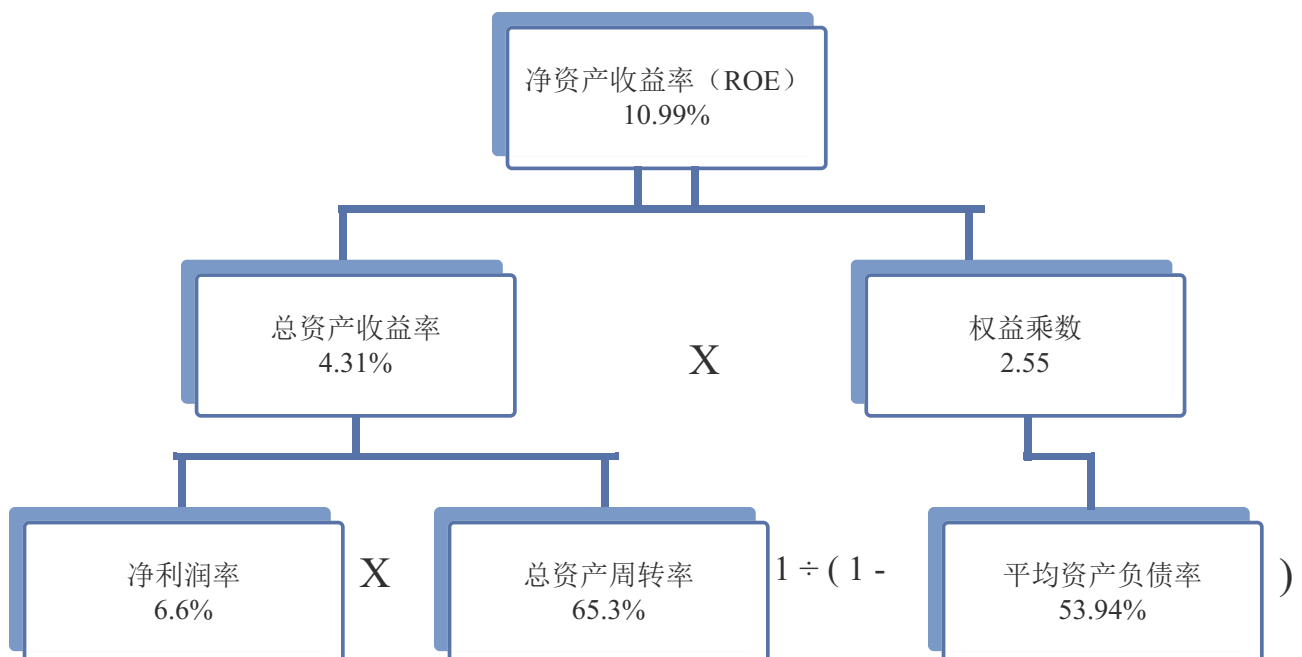 净资产收益率（ROE）
10.99%
总资产收益率
4.31%
X
权益乘数
2.55
净利润率
6.6%
X
总资产周转率
65.3%
1 ÷ ( 1 -
平均资产负债率
53.94%
)